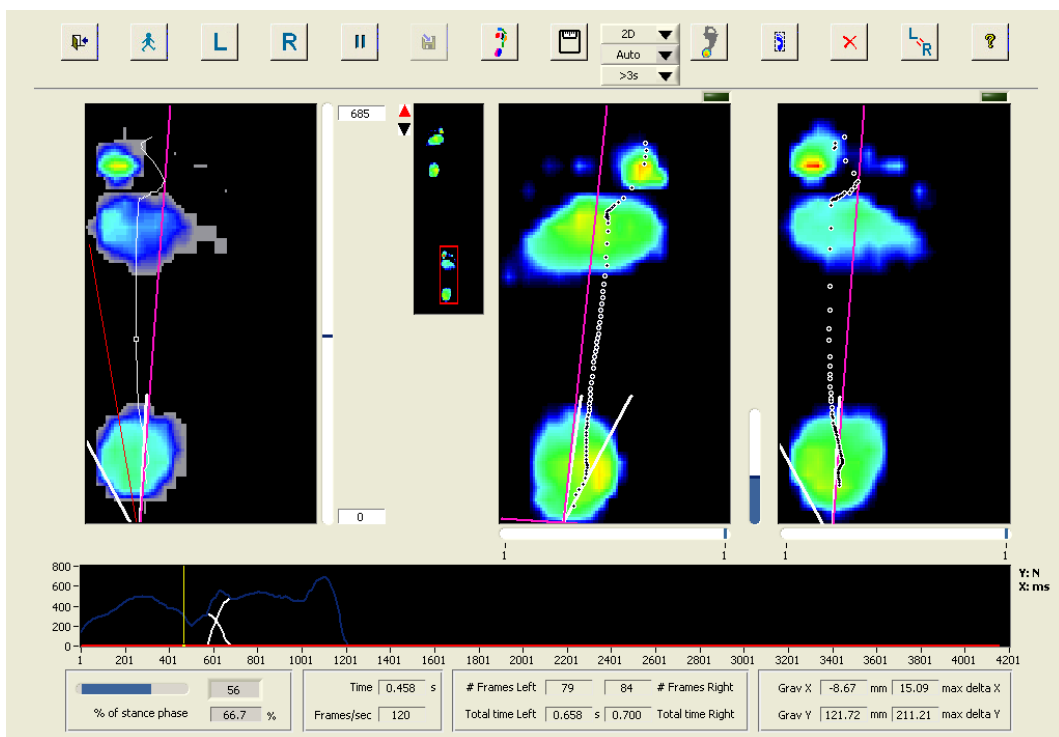 L R 2D
Auto
>3s
L R
?
685
0
1 1 1 1
800
600
400
200
0
Y: N
X: ms
1 201 401 601 801 1001 1201 1401 1601 1801 2001 2201 2401 2601 2801 3001 3201 3401 3601 3801 4001 4201
56
% of stance phase 66.7 %
Time 0.458 s
Frames/sec 120
# Frames Left 79 84 # Frames Right
Total time Left 0.658 s 0.700 Total time Right
Grav X -8.67 mm 15.09 max delta X
Grav Y 121.72 mm 211.21 max delta Y